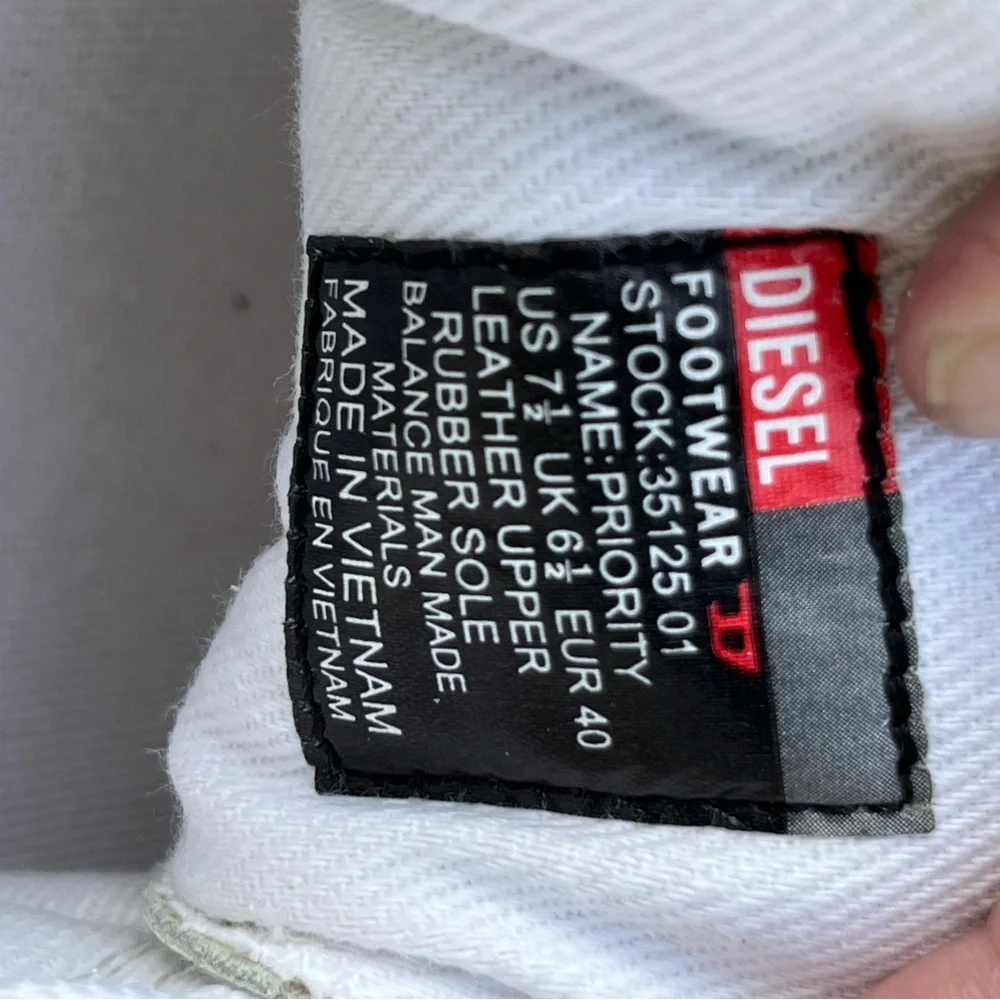 DIESEL
FOOTWEAR D
STOCK:35125 01
NAME:PRIORITY
US 7½ UK 6½ EUR 40
LEATHER UPPER
RUBBER SOLE
BALANCE MAN MADE
MATERIALS
MADE IN VIETNAM
FABRIQUE EN VIETNAM